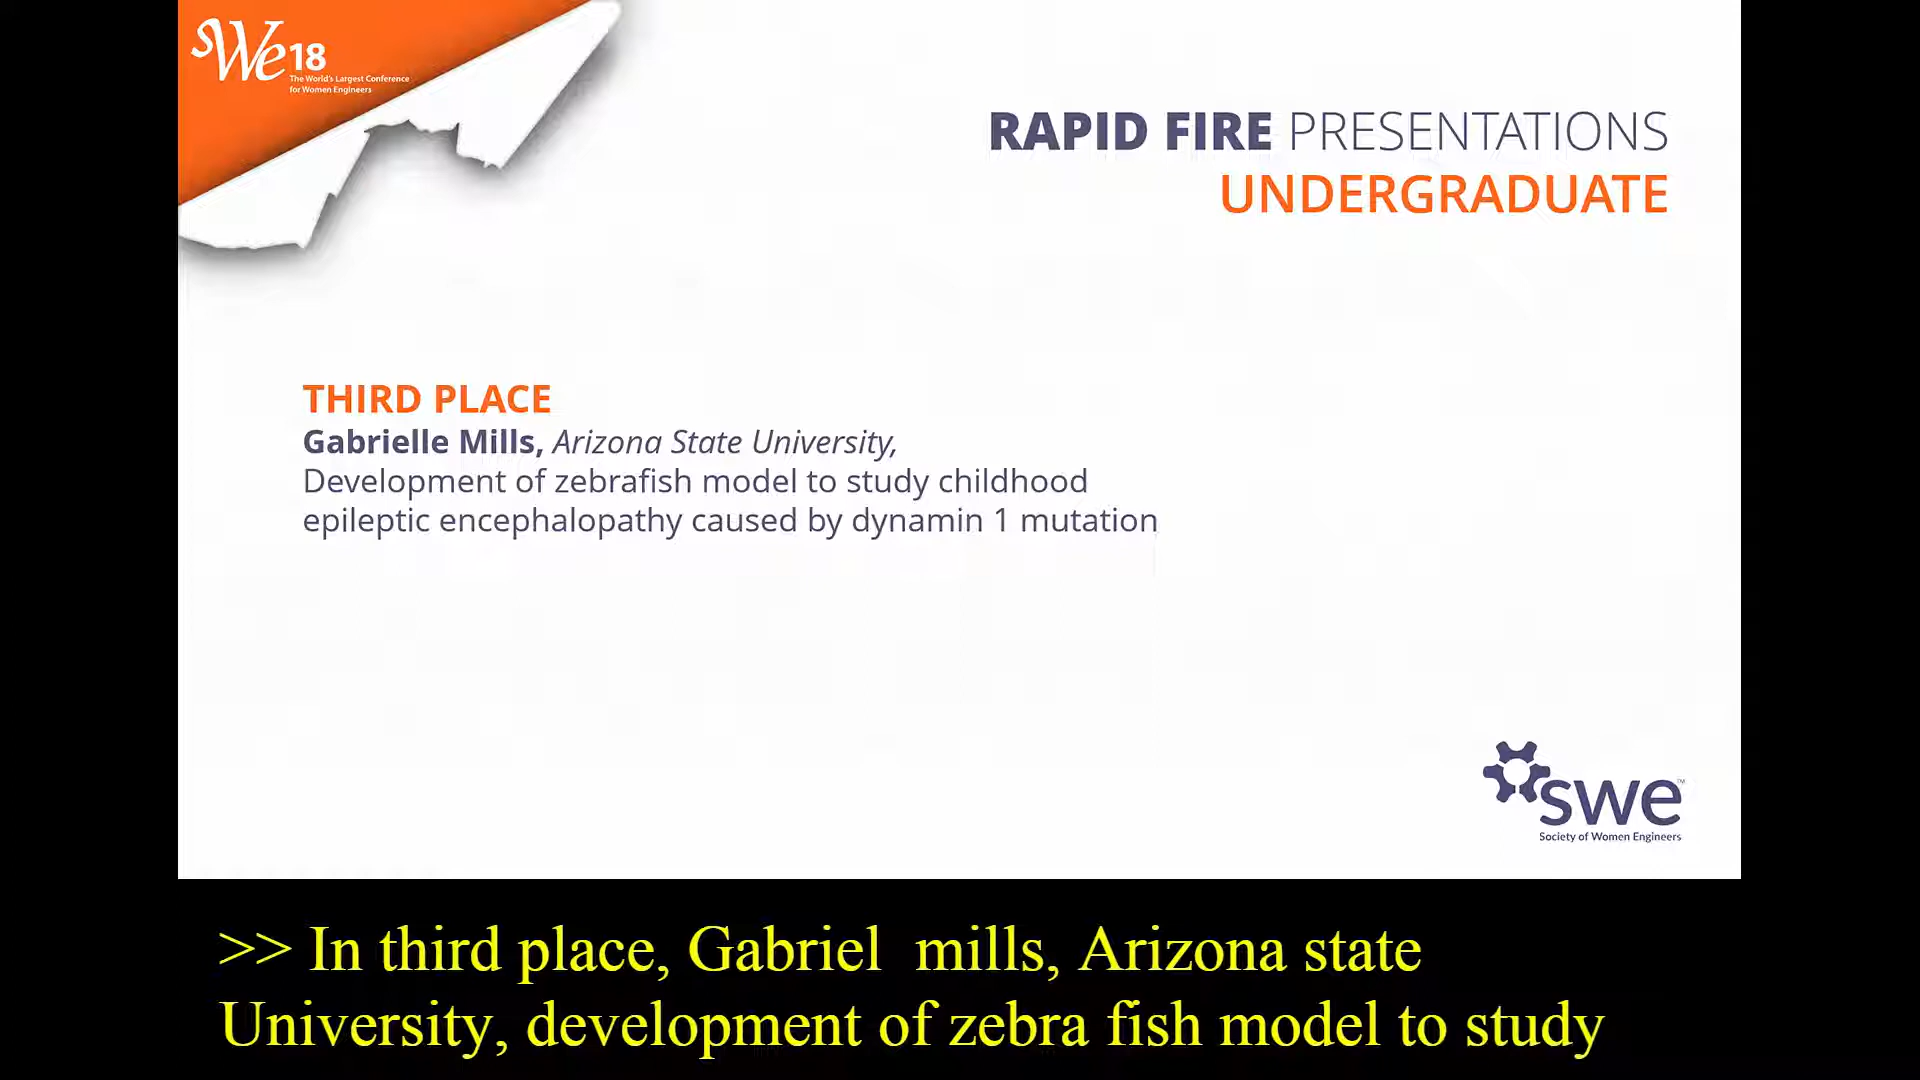 sWe18
The World's Largest Conference
for Women Engineers
RAPID FIRE PRESENTATIONS
UNDERGRADUATE
THIRD PLACE
Gabrielle Mills, Arizona State University,
Development of zebrafish model to study childhood
epileptic encephalopathy caused by dynamin 1 mutation
swe™
Society of Women Engineers
>> In third place, Gabriel  mills, Arizona state
University, development of zebra fish model to study